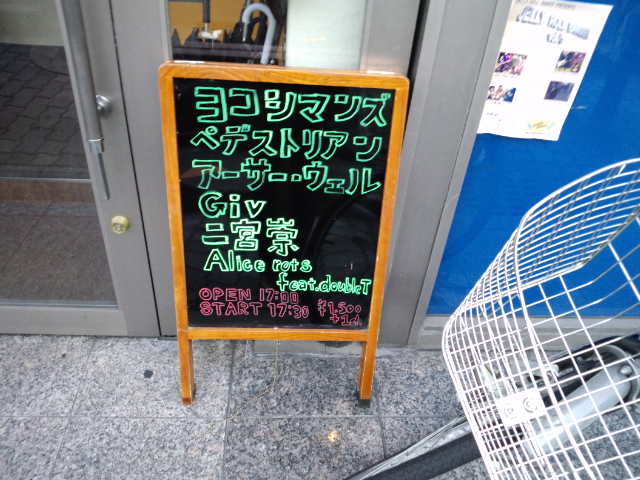 ヨコシマンズ
ペデストリアン
アーサー・ウェル
Giv
二宮崇
Alice rots
feat.doubleT
OPEN 17:00
START 17:30
¥1,500
+1d